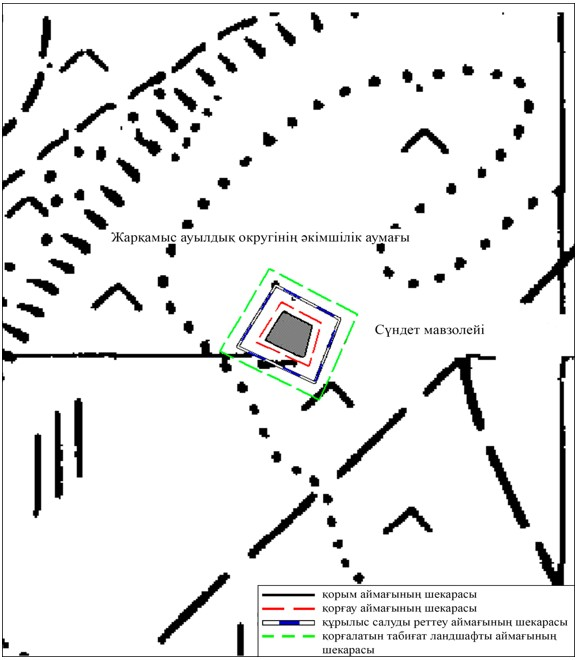 Жарқамыс ауылдық округінің әкімшілік аумағы
Сүндет мавзолейі
қорым аймағының шекарасы
қорғау аймағының шекарасы
құрылыс салуды реттеу аймағының шекарасы
қорғалатын табиғат ландшафты аймағының
шекарасы